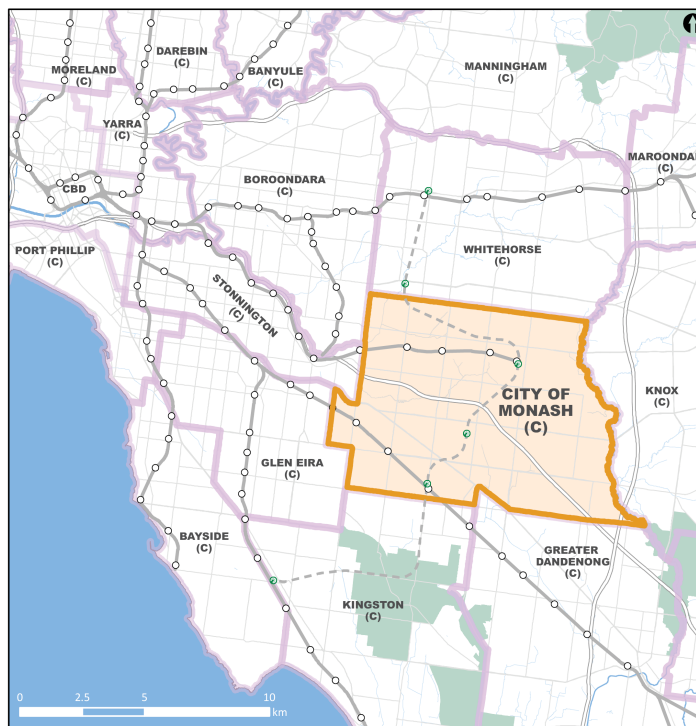 DAREBIN
(C)
MORELAND
(C)
BANYULE
(C)
MANNINGHAM
(C)
YARRA
(C)
MAROONDA
(C)
BOROONDARA
(C)
CBD
WHITEHORSE
(C)
PORT PHILLIP
(C)
STONNINGTON
(C)
KNOX
(C)
CITY OF
MONASH
(C)
GLEN EIRA
(C)
BAYSIDE
(C)
GREATER
DANDENONG
(C)
KINGSTON
(C)
0 2.5 5 10
km